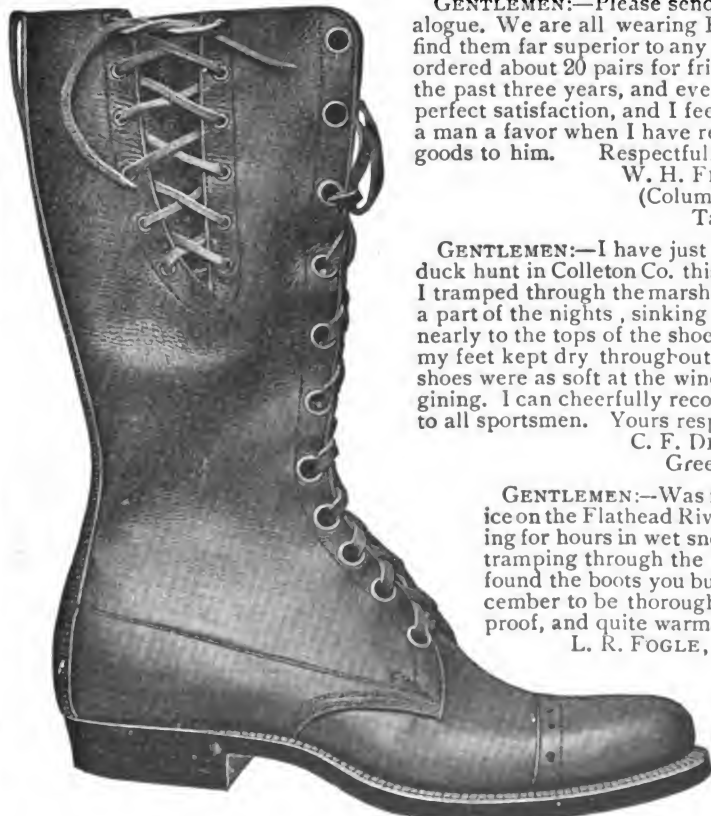 GENTLEMEN:—Please send
alogue. We are all wearing
find them far superior to any
ordered about 20 pairs for fri
the past three years, and eve
perfect satisfaction, and I fee
a man a favor when I have re
goods to him. Respectful
W. H. F
(Colum
Ta
GENTLEMEN:—I have just
duck hunt in Colleton Co. thi
I tramped through the marsh
a part of the nights , sinking
nearly to the tops of the shoe
my feet kept dry throughout
shoes were as soft at the wind
gining. I can cheerfully reco
to all sportsmen. Yours resp
C. F. D
Gree
GENTLEMEN:--Was
ice on the Flathead Riv
ing for hours in wet sno
tramping through the
found the boots you bu
cember to be thorough
proof, and quite warm
L. R. FOGLE,